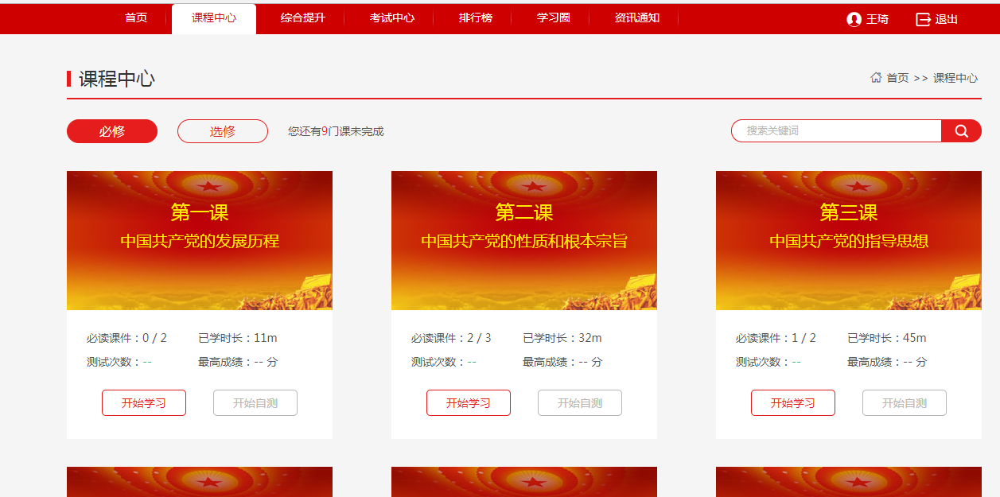 首页 课程中心 综合提升 考试中心 排行榜 学习圈 资讯通知 王琦 退出
课程中心 首页 >> 课程中心
必修 选修 您还有9门课未完成 搜索关键词
第一课 第二课 第三课
中国共产党的发展历程 中国共产党的性质和根本宗旨 中国共产党的指导思想
必读课件：0 / 2 已学时长：11m 必读课件：2 / 3 已学时长：32m 必读课件：1 / 2 已学时长：45m
测试次数：-- 最高成绩：-- 分 测试次数：-- 最高成绩：-- 分 测试次数：-- 最高成绩：-- 分
开始学习 开始自测 开始学习 开始自测 开始学习 开始自测